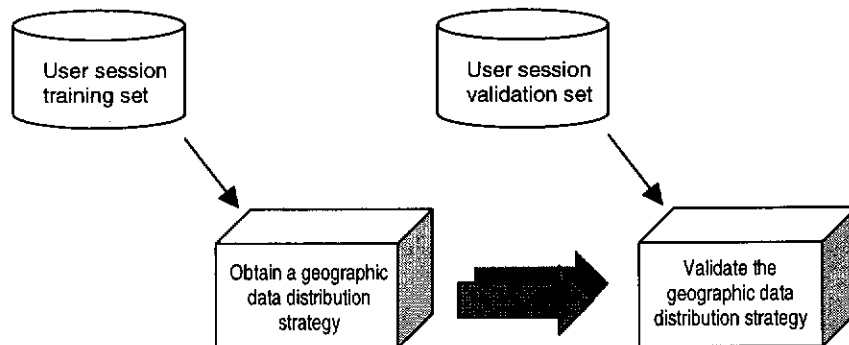 User session
training set
User session
validation set
Obtain a geographic
data distribution
strategy
Validate the
geographic data
distribution strategy